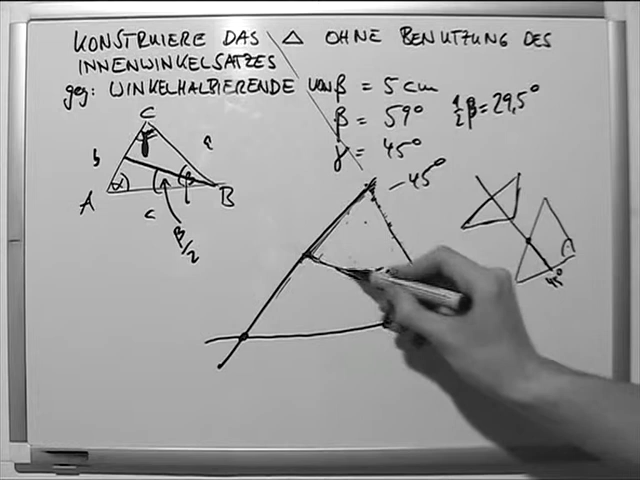 KONSTRUIERE DAS △ OHNE BENUTZUNG DES
INNENWINKELSATZES
geg: WINKELHALBIERENDE von β = 5 cm
β = 59° ½β = 29,5°
γ = 45°
C
γ
b a
A α β B
c
β/2
45°
45°